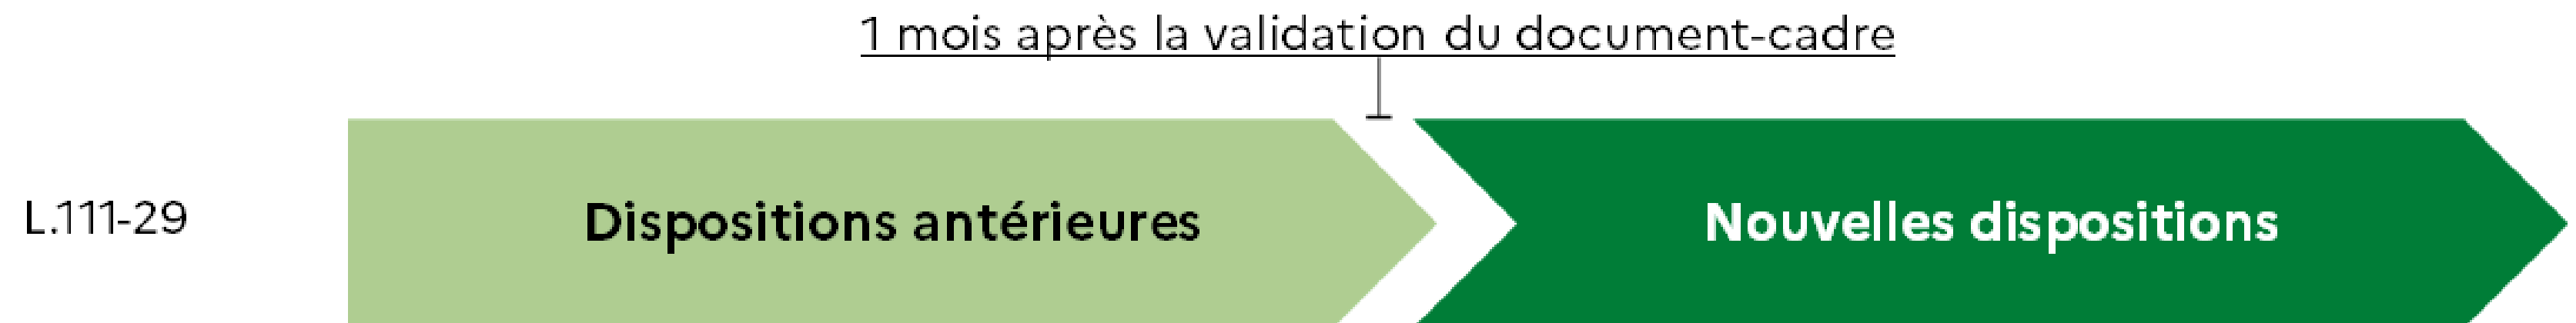 1 mois après la validation du document-cadre
L.111-29
Dispositions antérieures
Nouvelles dispositions